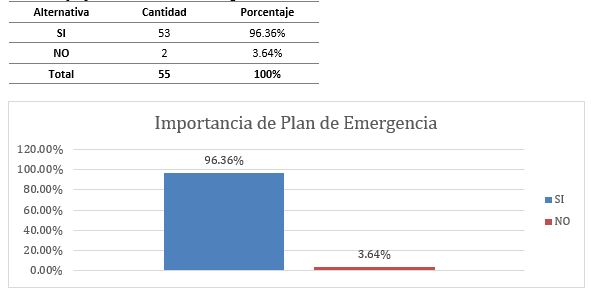 Alternativa Cantidad Porcentaje
SI 53 96.36%
NO 2 3.64%
Total 55 100%
Importancia de Plan de Emergencia
120.00%
100.00%
80.00%
60.00%
40.00%
20.00%
0.00%
96.36%
3.64%
SI
NO